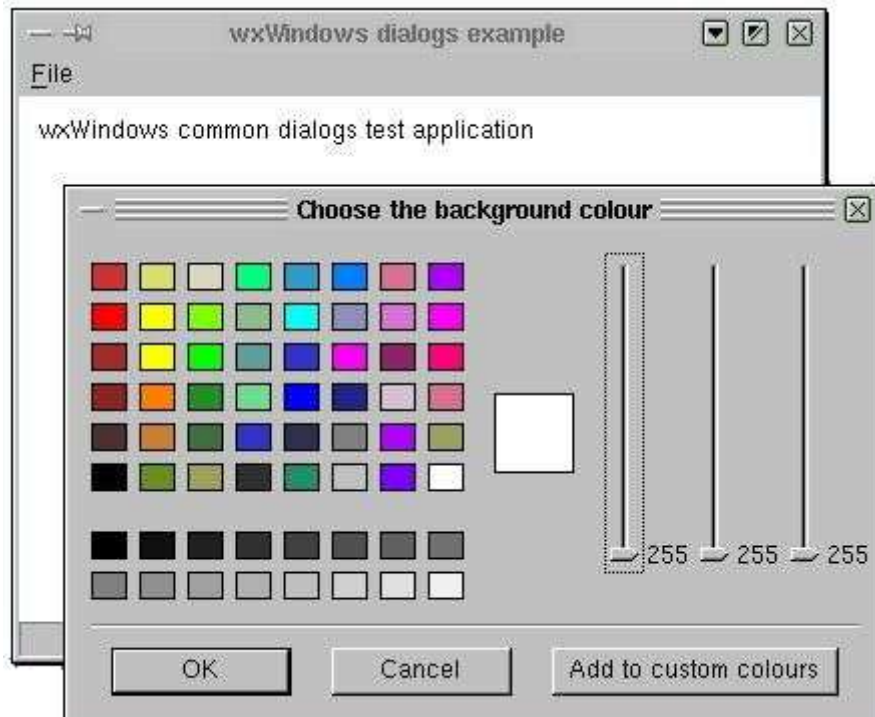 wxWindows dialogs example
File
wxWindows common dialogs test application
Choose the background colour
255 255 255
OK Cancel Add to custom colours